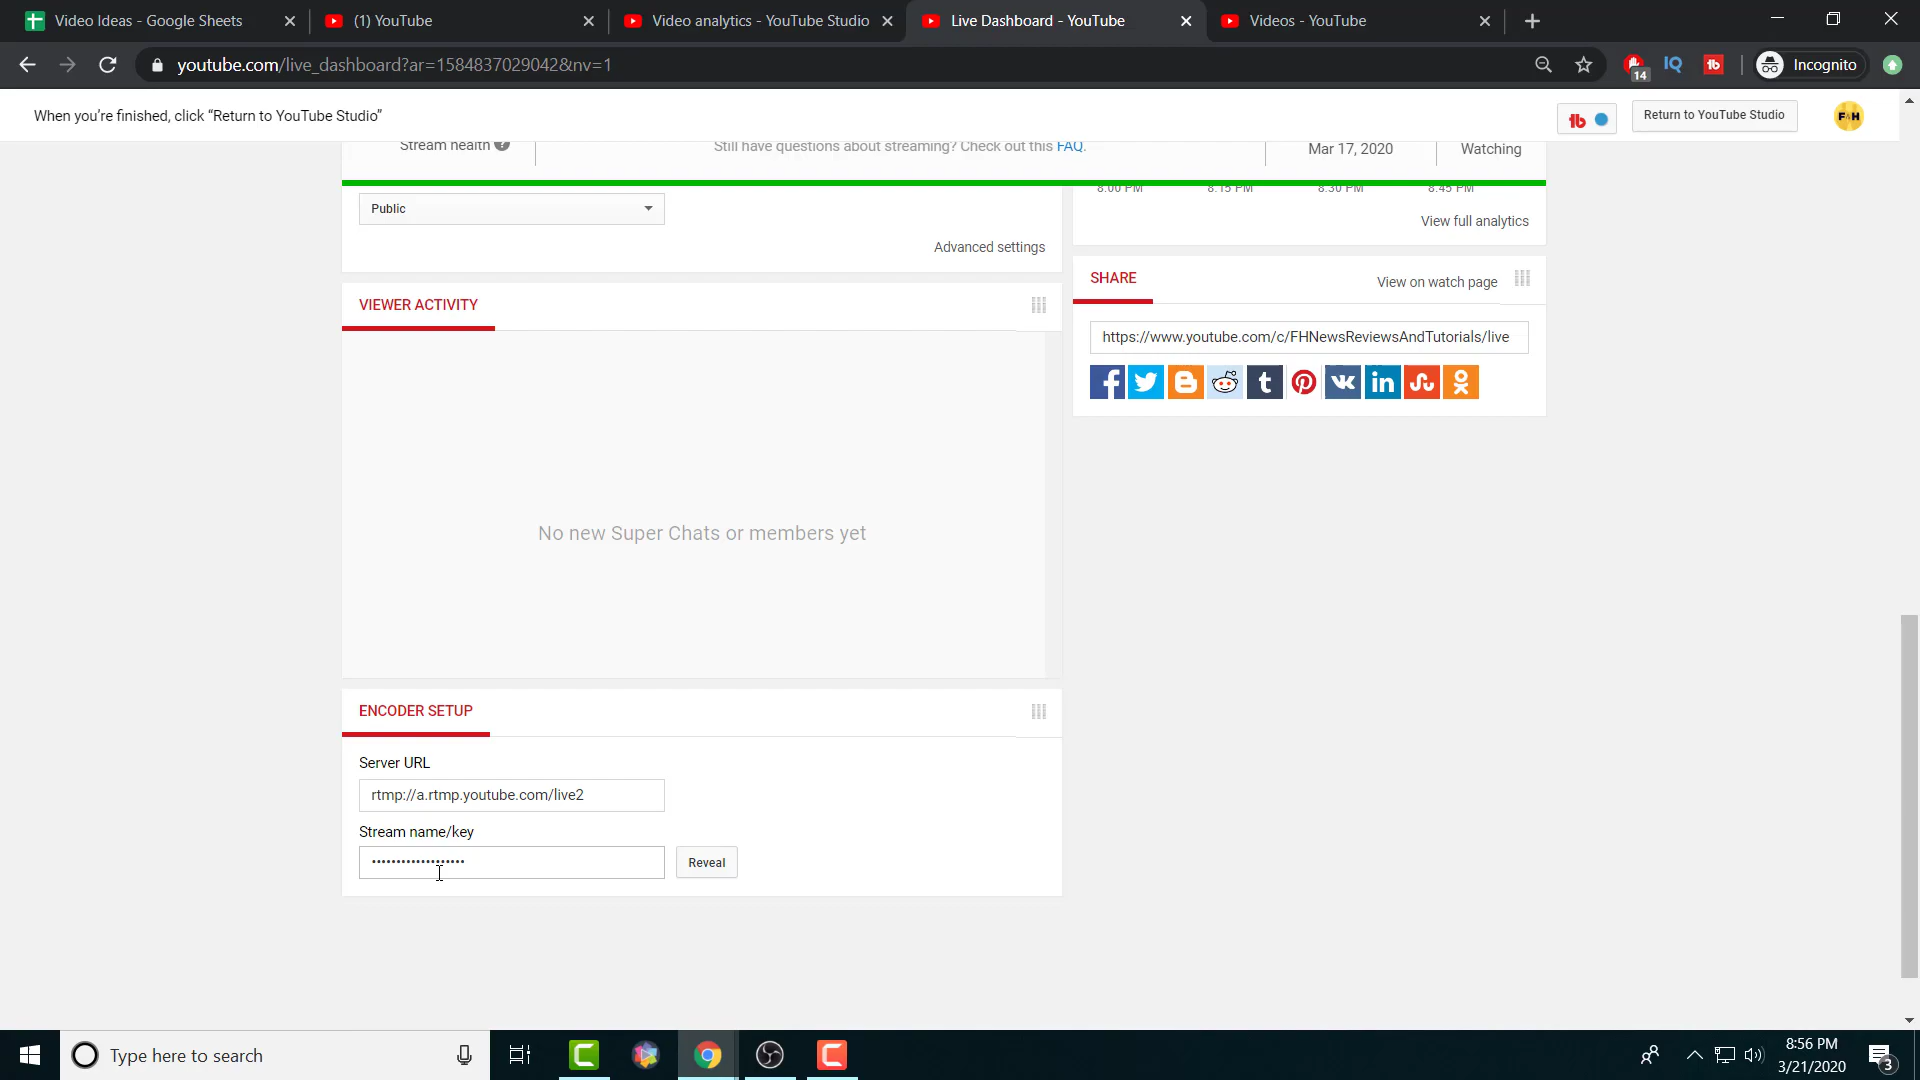 Video Ideas - Google Sheets
(1) YouTube
Video analytics - YouTube Studio
Live Dashboard - YouTube
Videos - YouTube
youtube.com/live_dashboard?ar=1584837029042&nv=1
14
IQ
tb
Incognito
When you're finished, click “Return to YouTube Studio”
tb
Return to YouTube Studio
F&H
Stream health ?
Still have questions about streaming? Check out this FAQ.
Mar 17, 2020
Watching
8:00 PM 8:15 PM 8:30 PM 8:45 PM
Public
View full analytics
Advanced settings
SHARE
View on watch page
VIEWER ACTIVITY
https://www.youtube.com/c/FHNewsReviewsAndTutorials/live
No new Super Chats or members yet
ENCODER SETUP
Server URL
rtmp://a.rtmp.youtube.com/live2
Stream name/key
•••••••••••••••••••
Reveal
Type here to search
8:56 PM
3/21/2020
3